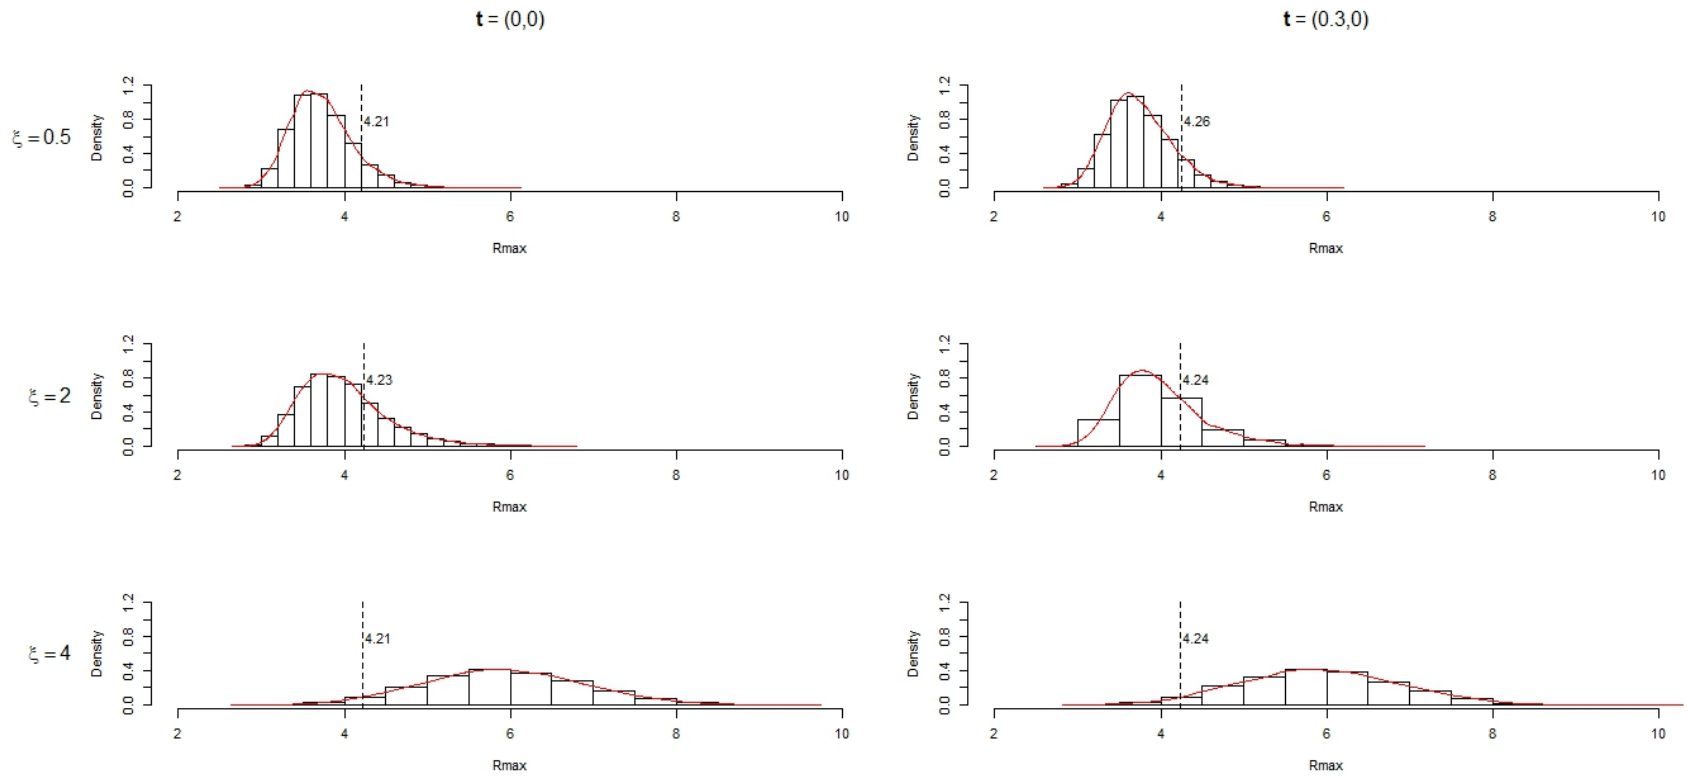 t = (0,0)
t = (0.3,0)
ξ = 0.5
Density
0.0 0.4 0.8 1.2
4.21
2 4 6 8 10
Rmax
Density
0.0 0.4 0.8 1.2
4.26
2 4 6 8 10
Rmax
ξ = 2
Density
0.0 0.4 0.8 1.2
4.23
2 4 6 8 10
Rmax
Density
0.0 0.4 0.8 1.2
4.24
2 4 6 8 10
Rmax
ξ = 4
Density
0.0 0.4 0.8 1.2
4.21
2 4 6 8 10
Rmax
Density
0.0 0.4 0.8 1.2
4.24
2 4 6 8 10
Rmax